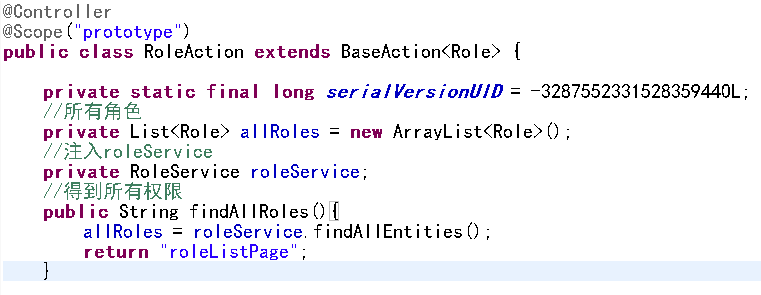 @Controller
@Scope("prototype")
public class RoleAction extends BaseAction<Role> {
private static final long serialVersionUID = -3287552331528359440L;
//所有角色
private List<Role> allRoles = new ArrayList<Role>();
//注入roleService
private RoleService roleService;
//得到所有权限
public String findAllRoles(){
allRoles = roleService.findAllEntities();
return "roleListPage";
}